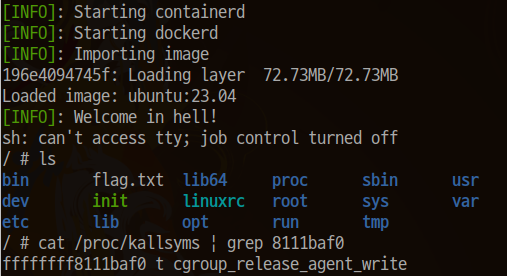 [INFO]: Starting containerd
[INFO]: Starting dockerd
[INFO]: Importing image
196e4094745f: Loading layer  72.73MB/72.73MB
Loaded image: ubuntu:23.04
[INFO]: Welcome in hell!
sh: can't access tty; job control turned off
/ # ls
bin       flag.txt  lib64     proc      sbin      usr
dev       init      linuxrc   root      sys       var
etc       lib       opt       run       tmp
/ # cat /proc/kallsyms | grep 8111baf0
ffffffff8111baf0 t cgroup_release_agent_write